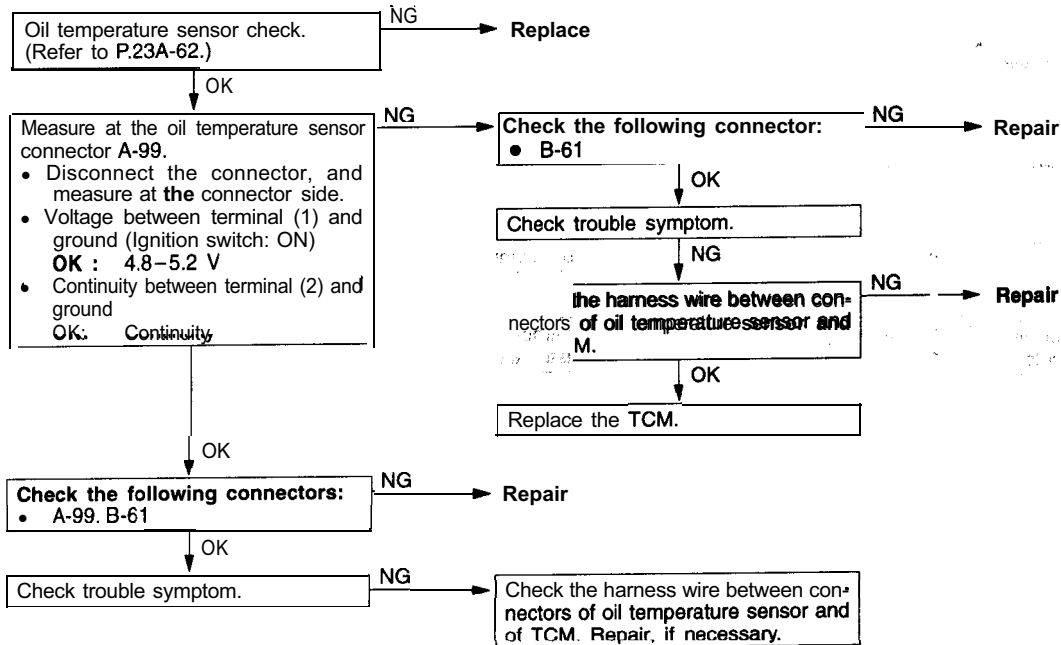 Oil temperature sensor check.
(Refer to P.23A-62.)
NG
Replace
OK
Measure at the oil temperature sensor
connector A-99.
• Disconnect the connector, and
measure at the connector side.
• Voltage between terminal (1) and
ground (Ignition switch: ON)
OK : 4.8–5.2 V
• Continuity between terminal (2) and
ground
OK: Continuity
NG
Check the following connector:
• B-61
NG
Repair
OK
Check trouble symptom.
NG
the harness wire between con-
nectors of oil temperature sensor and
M.
NG
Repair
OK
Replace the TCM.
OK
Check the following connectors:
• A-99. B-61
NG
Repair
OK
Check trouble symptom.
NG
Check the harness wire between con-
nectors of oil temperature sensor and
of TCM. Repair, if necessary.